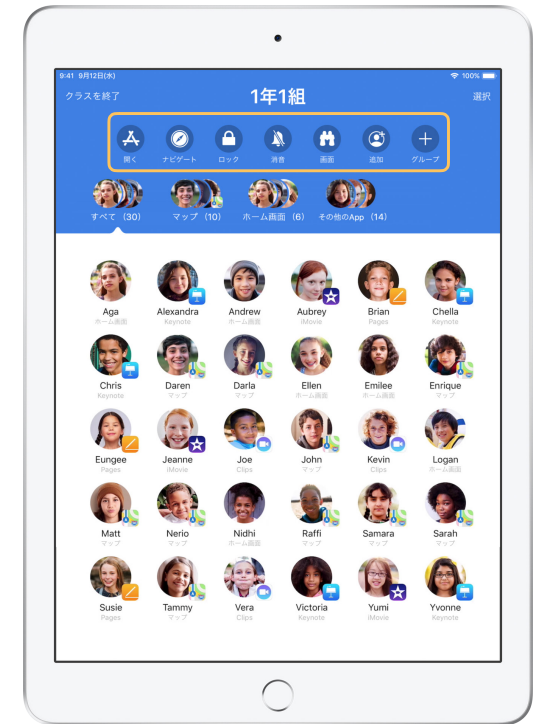 9:41 9月12日(水) 100%
クラスを終了 1年1組 選択
開く ナビゲート ロック 消音 画面 追加 グループ
すべて (30) マップ (10) ホーム画面 (6) その他のApp (14)
Aga Alexandra Andrew Aubrey Brian Chella
ホーム画面 Keynote ホーム画面 iMovie Pages Keynote
Chris Daren Darla Ellen Emilee Enrique
Keynote マップ マップ ホーム画面 ホーム画面 マップ
Eungee Jeanne Joe John Kevin Logan
Pages iMovie Clips マップ Clips ホーム画面
Matt Nerio Nidhi Raffi Samara Sarah
マップ マップ ホーム画面 マップ マップ マップ
Susie Tammy Vera Victoria Yumi Yvonne
Pages マップ Clips Keynote iMovie Keynote